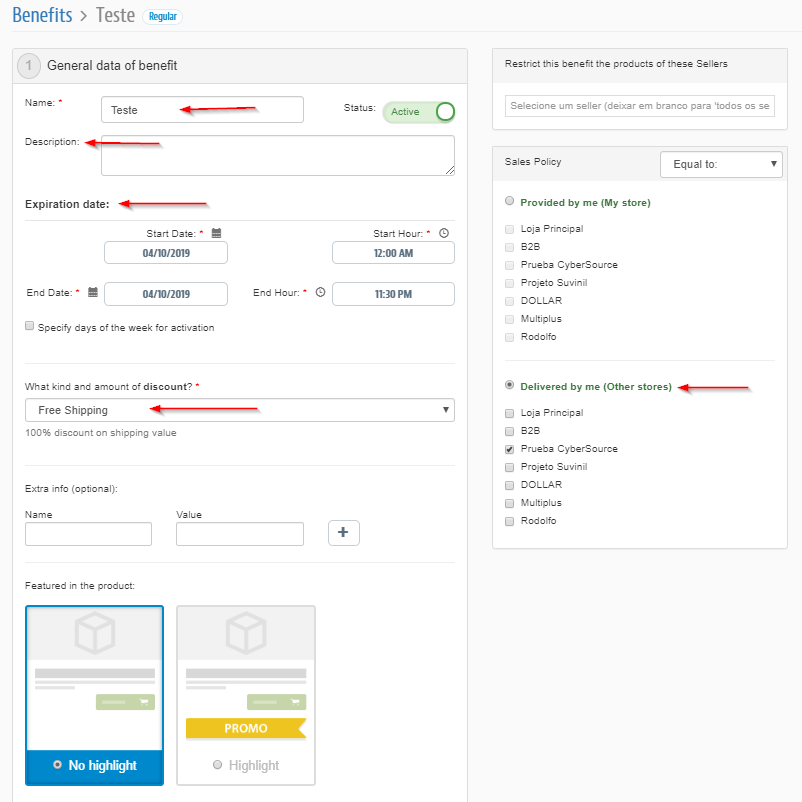 Benefits > Teste Regular
1 General data of benefit
Name: * Teste Status: Active
Description:
Expiration date:
Start Date: * Start Hour: *
04/10/2019 12:00 AM
End Date: * 04/10/2019 End Hour: * 11:30 PM
Specify days of the week for activation
What kind and amount of discount? *
Free Shipping
100% discount on shipping value
Extra info (optional):
Name Value
+
Featured in the product:
PROMO
No highlight Highlight
Restrict this benefit the products of these Sellers
Selecione um seller (deixar em branco para 'todos os se
Sales Policy Equal to:
Provided by me (My store)
Loja Principal
B2B
Prueba CyberSource
Projeto Suvinil
DOLLAR
Multiplus
Rodolfo
Delivered by me (Other stores)
Loja Principal
B2B
Prueba CyberSource
Projeto Suvinil
DOLLAR
Multiplus
Rodolfo